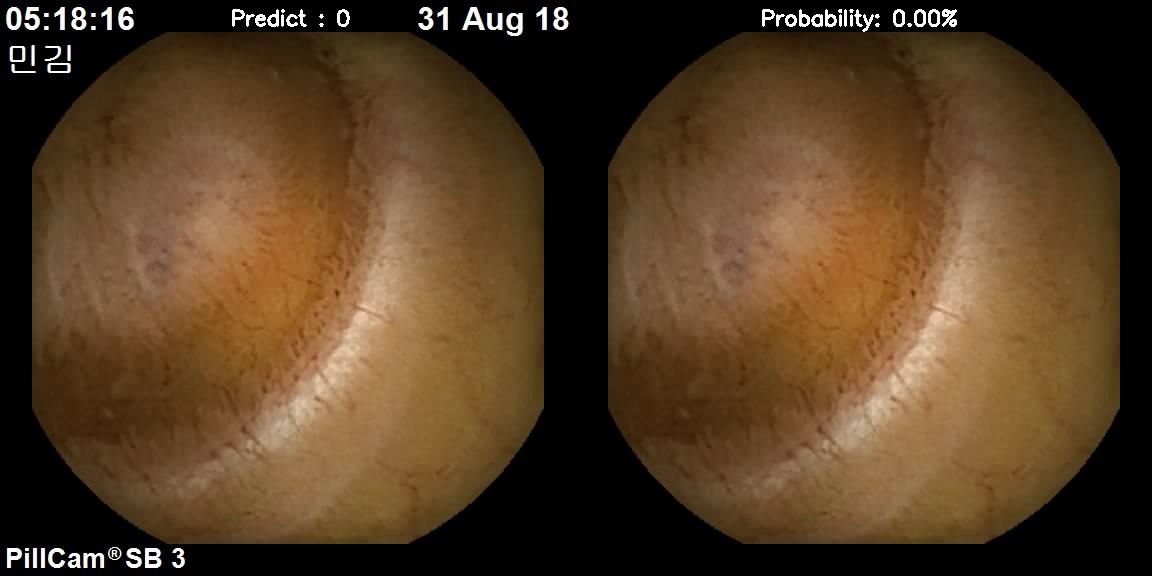 05:18:16 Predict : 0 31 Aug 18 Probability: 0.00%
민김
PillCam® SB 3